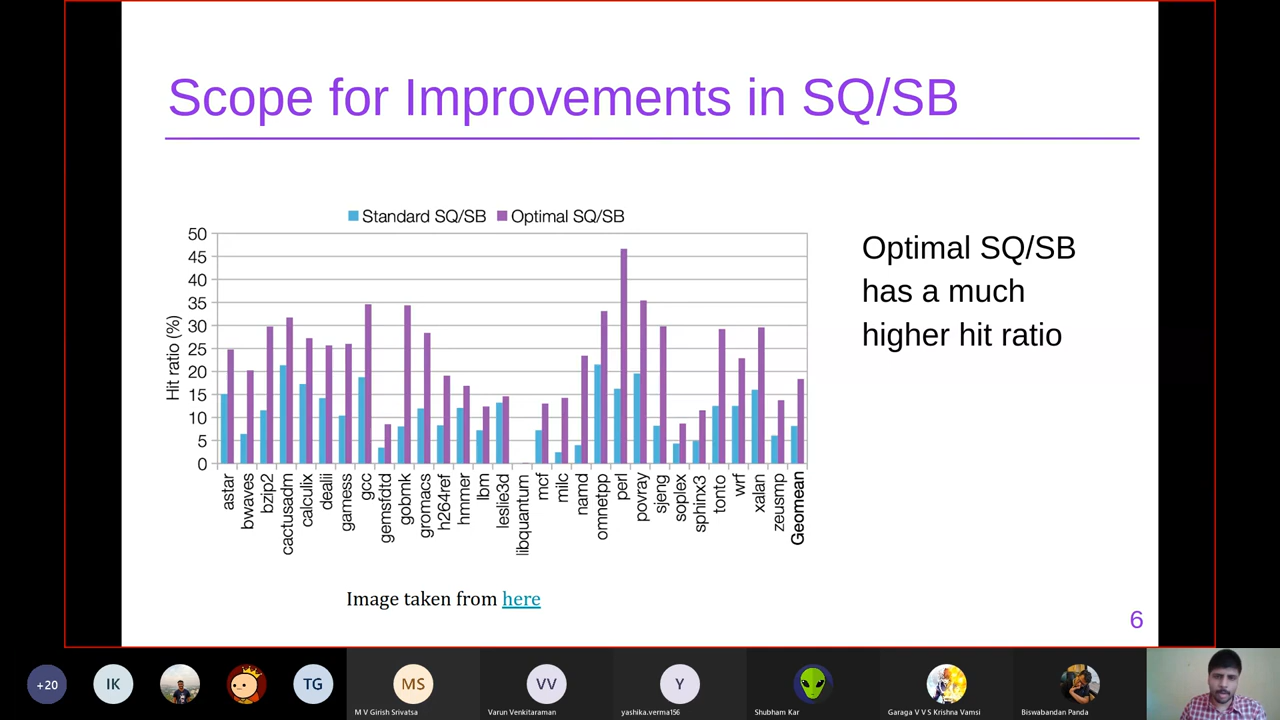 Scope for Improvements in SQ/SB
Standard SQ/SB Optimal SQ/SB
50
45
40
35
30
25
20
15
10
5
0
Hit ratio (%)
astar
bwaves
bzip2
cactusadm
calculix
dealii
gamess
gcc
gemsfdtd
gobmk
gromacs
h264ref
hmmer
lbm
leslie3d
libquantum
mcf
milc
namd
omnetpp
perl
povray
sjeng
soplex
sphinx3
tonto
wrf
xalan
zeusmp
Geomean
Optimal SQ/SB
has a much
higher hit ratio
Image taken from here
6
+20
IK
TG
MS
VV
Y
M V Girish Srivatsa
Varun Venkitaraman
yashika.verma156
Shubham Kar
Garaga V V S Krishna Vamsi
Biswabandan Panda